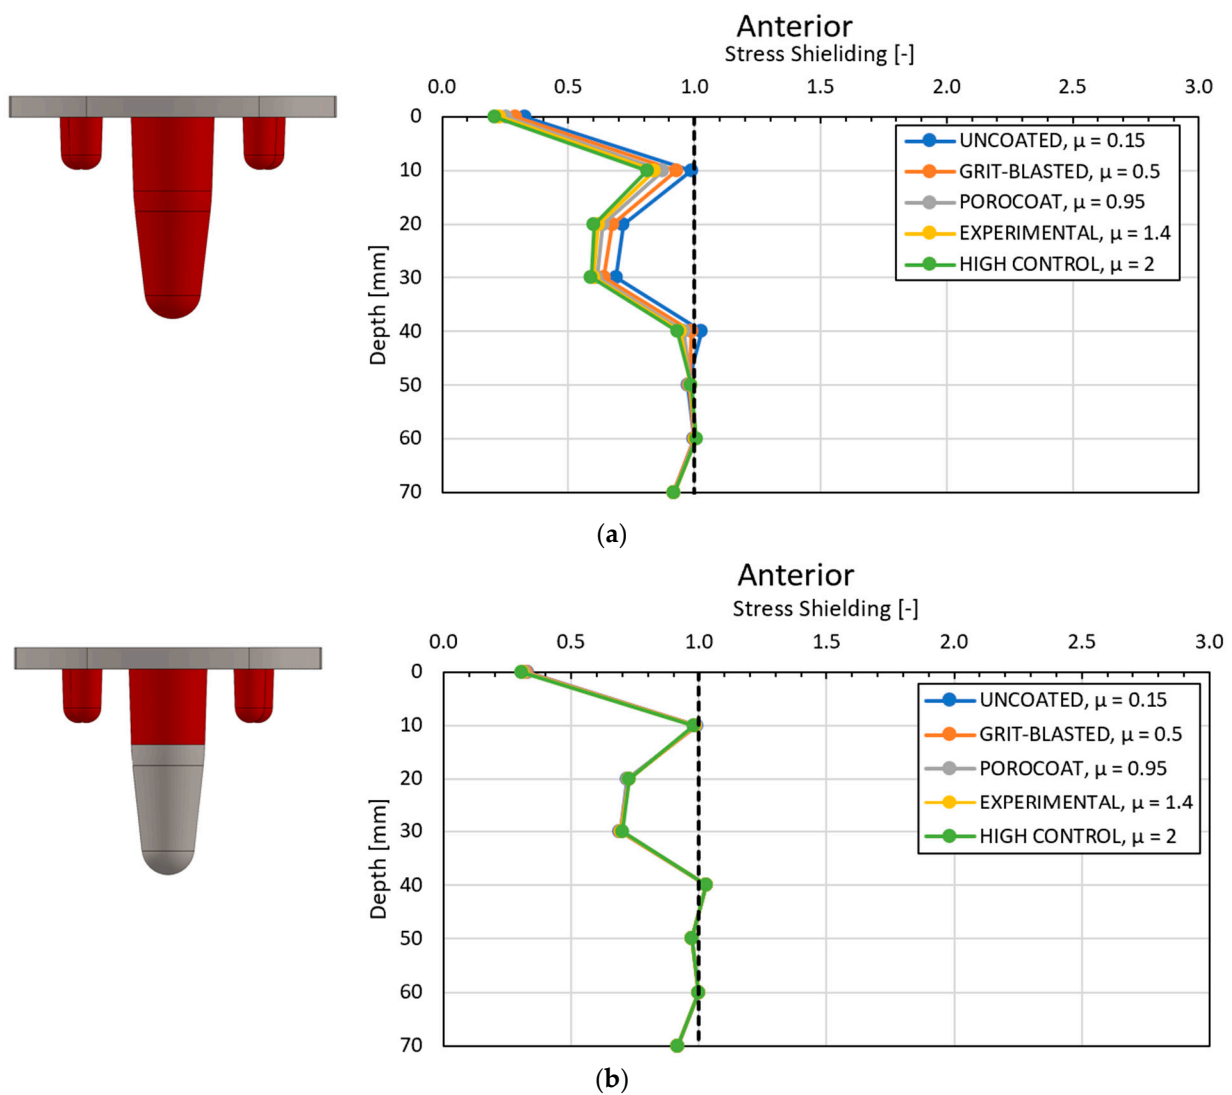 Anterior
Stress Shieliding [-]
0.0 0.5 1.0 1.5 2.0 2.5 3.0
0
10
20
30
40
50
60
70
Depth [mm]
UNCOATED, μ = 0.15
GRIT-BLASTED, μ = 0.5
POROCOAT, μ = 0.95
EXPERIMENTAL, μ = 1.4
HIGH CONTROL, μ = 2
(a)
Anterior
Stress Shielding [-]
0.0 0.5 1.0 1.5 2.0 2.5 3.0
0
10
20
30
40
50
60
70
Depth [mm]
UNCOATED, μ = 0.15
GRIT-BLASTED, μ = 0.5
POROCOAT, μ = 0.95
EXPERIMENTAL, μ = 1.4
HIGH CONTROL, μ = 2
(b)